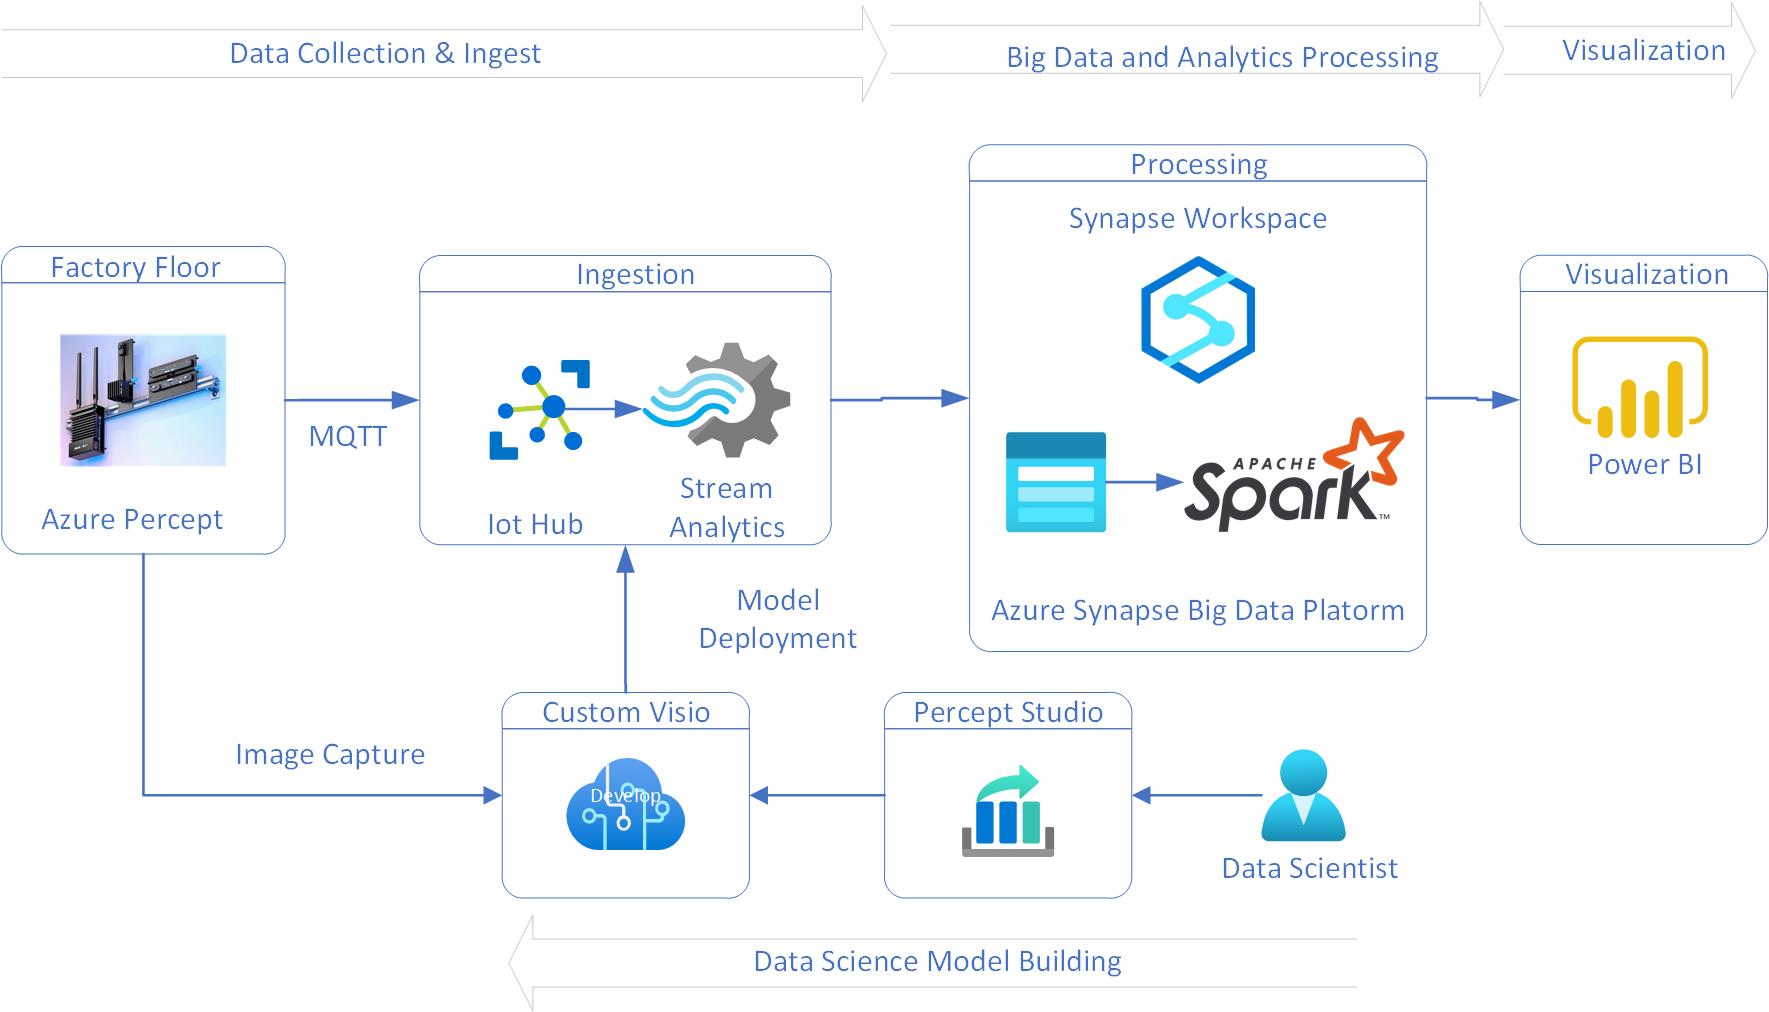 Data Collection & Ingest
Big Data and Analytics Processing
Visualization
Processing
Synapse Workspace
Factory Floor
Ingestion
Visualization
MQTT
APACHE
Spark™
Power BI
Azure Percept
Iot Hub
Stream
Analytics
Model
Deployment
Azure Synapse Big Data Platorm
Custom Visio
Percept Studio
Image Capture
Develop
Data Scientist
Data Science Model Building